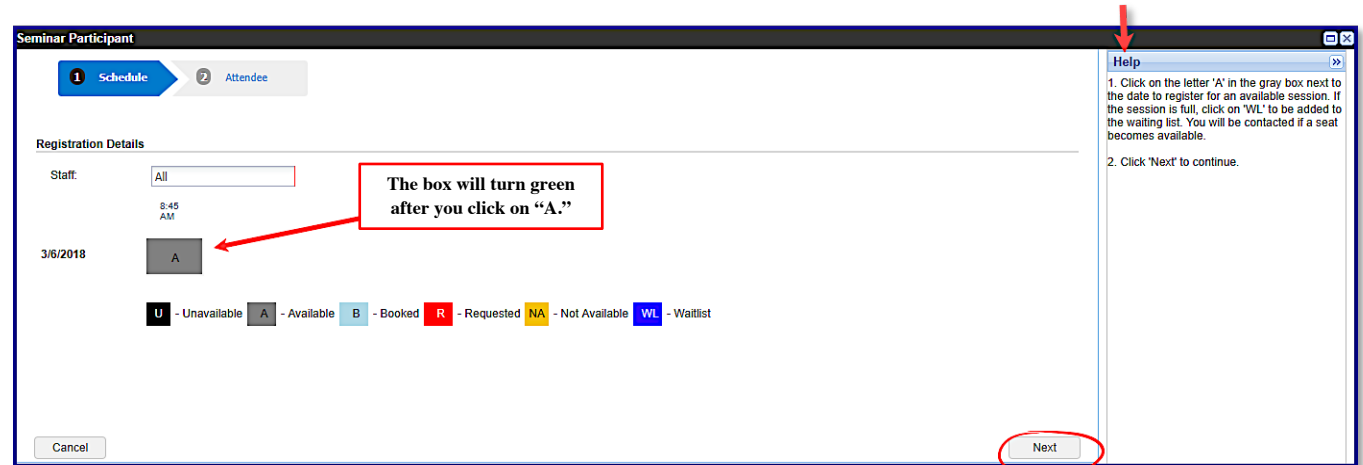 Seminar Participant
1 Schedule 2 Attendee
Registration Details
Staff: All
8:45
AM
The box will turn green
after you click on “A.”
3/6/2018 A
U - Unavailable A - Available B - Booked R - Requested NA - Not Available WL - Waitlist
Cancel Next
Help
1. Click on the letter 'A' in the gray box next to
the date to register for an available session. If
the session is full, click on 'WL' to be added to
the waiting list. You will be contacted if a seat
becomes available.
2. Click 'Next' to continue.